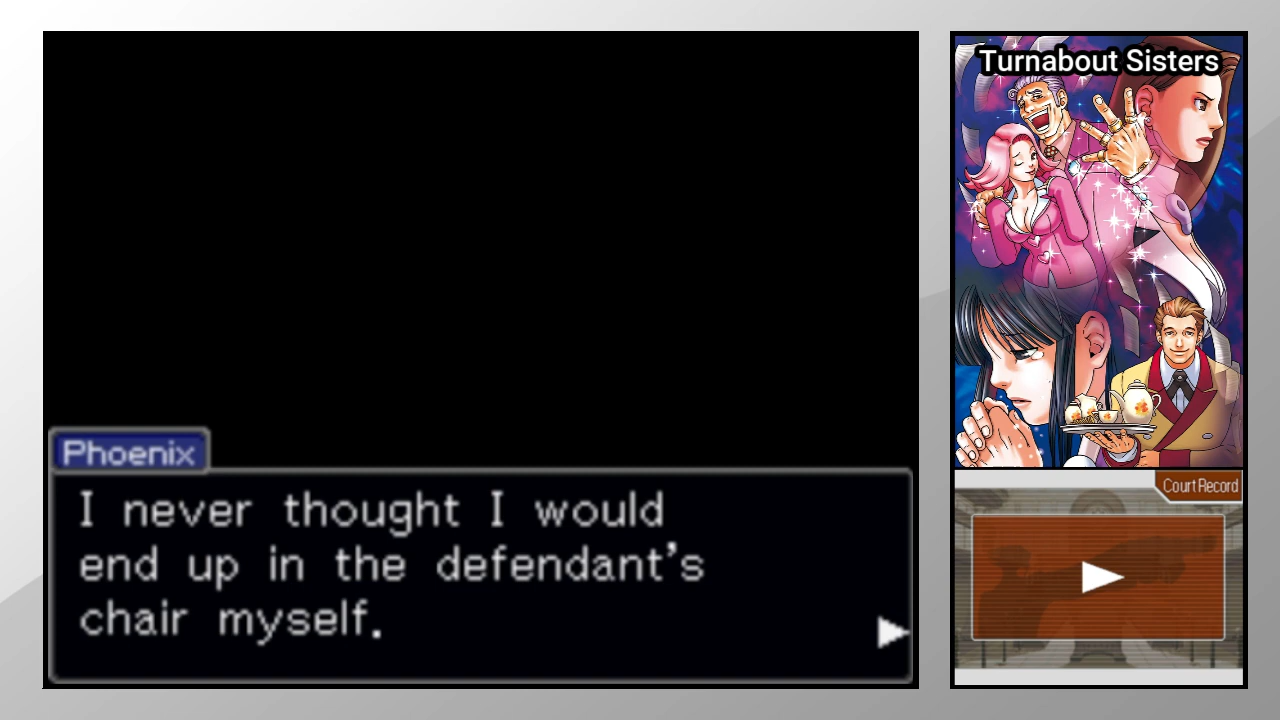 Turnabout Sisters
Phoenix
I never thought I would
end up in the defendant's
chair myself.
Court Record